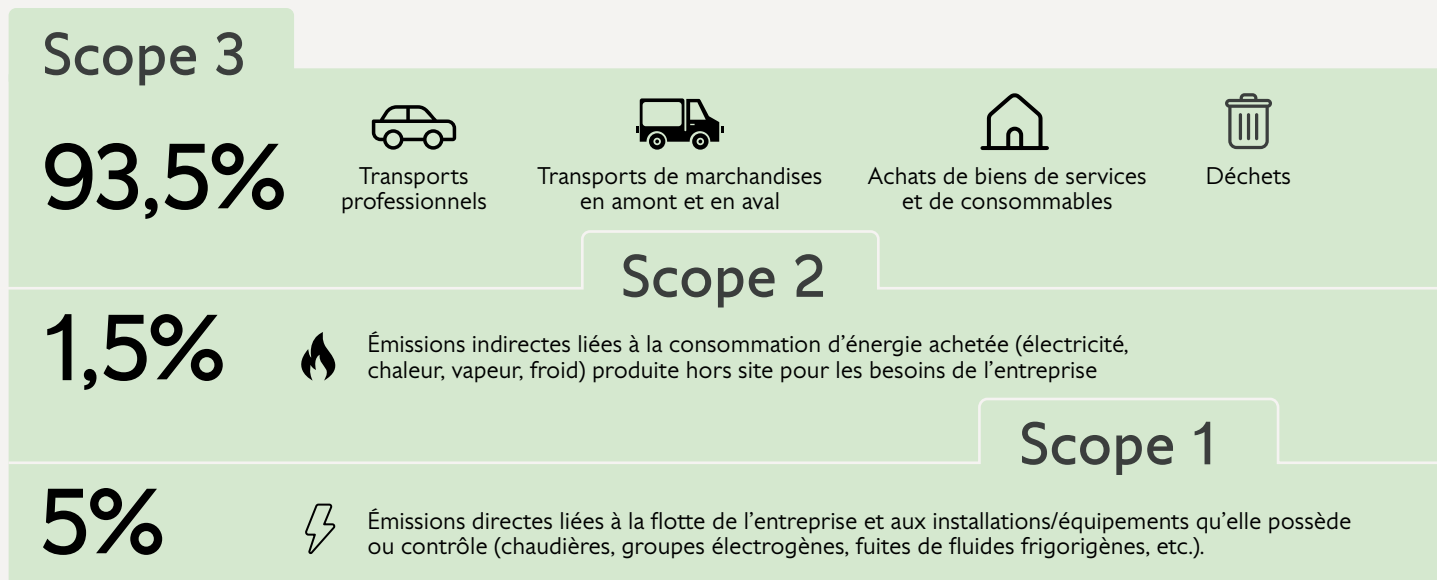 Scope 3
93,5%
Transports
professionnels
Transports de marchandises
en amont et en aval
Achats de biens de services
et de consommables
Déchets
Scope 2
1,5%
Émissions indirectes liées à la consommation d’énergie achetée (électricité,
chaleur, vapeur, froid) produite hors site pour les besoins de l’entreprise
Scope 1
5%
Émissions directes liées à la flotte de l’entreprise et aux installations/équipements qu’elle possède
ou contrôle (chaudières, groupes électrogènes, fuites de fluides frigorigènes, etc.).